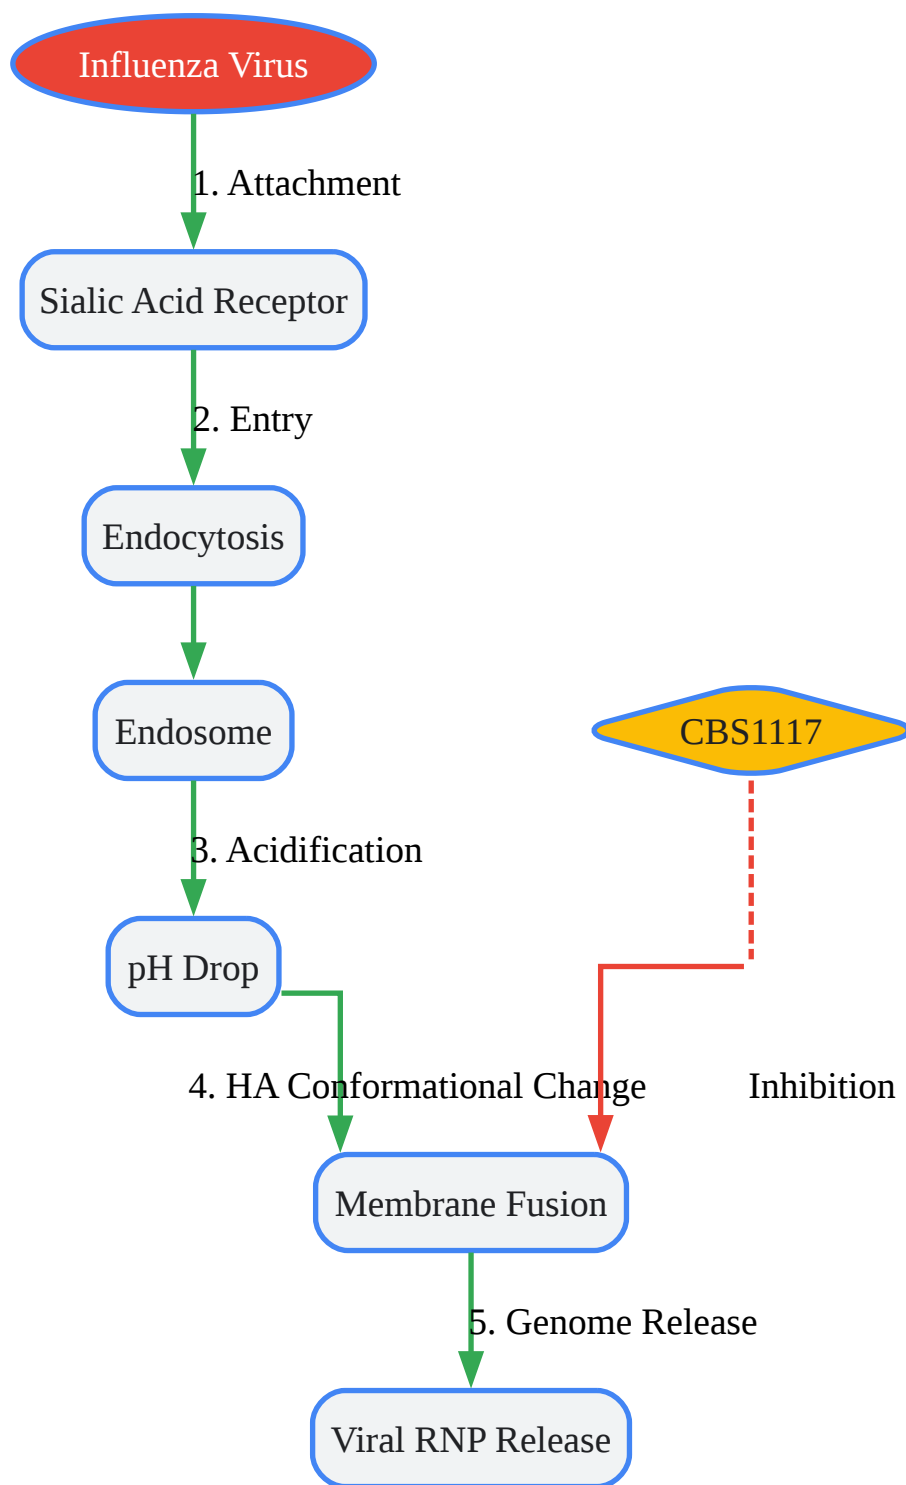 Influenza Virus
1. Attachment
Sialic Acid Receptor
2. Entry
Endocytosis
Endosome
CBS1117
3. Acidification
pH Drop
4. HA Conformational Change
Inhibition
Membrane Fusion
5. Genome Release
Viral RNP Release